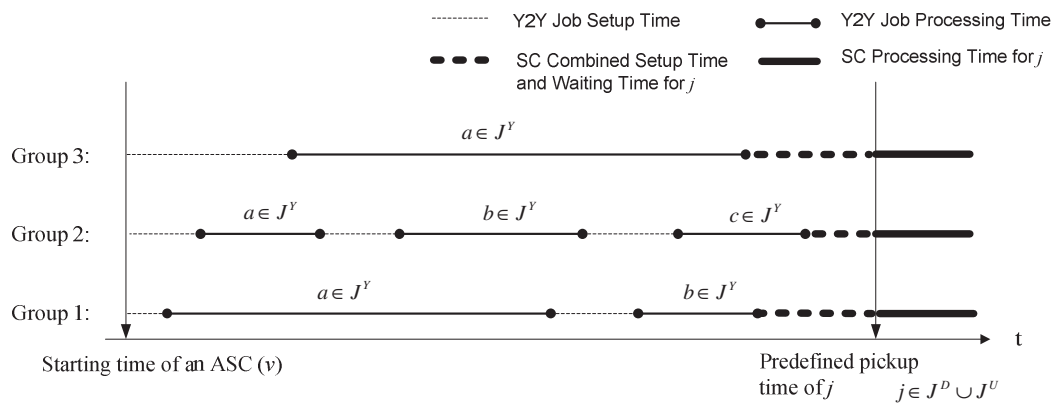 Y2Y Job Setup Time
Y2Y Job Processing Time
SC Combined Setup Time
and Waiting Time for j
SC Processing Time for j
Group 3:
a ∈ J^Y
Group 2:
a ∈ J^Y
b ∈ J^Y
c ∈ J^Y
Group 1:
a ∈ J^Y
b ∈ J^Y
t
Starting time of an ASC (v)
Predefined pickup
time of j
j ∈ J^D ∪ J^U